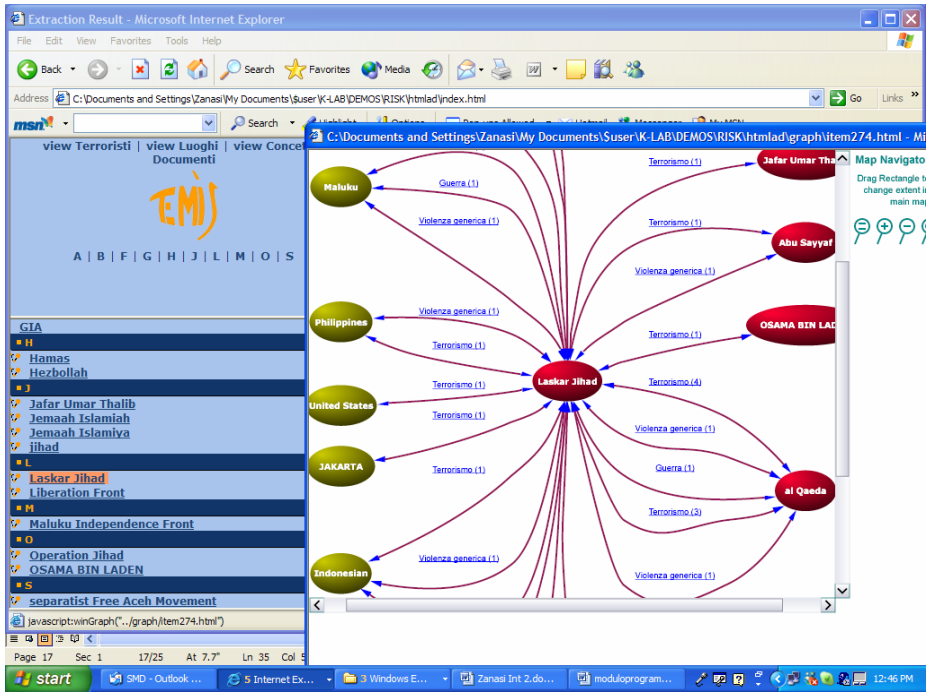 Extraction Result - Microsoft Internet Explorer
File Edit View Favorites Tools Help
Back Search Favorites Media
Address C:\Documents and Settings\Zanasi\My Documents\$user\K-LAB\DEMOS\RISK\htmlad\index.html Go Links »
msn Search
C:\Documents and Settings\Zanasi\My Documents\$user\K-LAB\DEMOS\RISK\htmlad\graph\item274.html - Mi
view Terroristi | view Luoghi | view Concet
Documenti
TEMIS
A | B | F | G | H | J | L | M | O | S
GIA
H
Hamas
Hezbollah
J
Jafar Umar Thalib
Jemaah Islamiah
Jemaah Islamiya
jihad
L
Laskar Jihad
Liberation Front
M
Maluku Independence Front
O
Operation Jihad
OSAMA BIN LADEN
S
separatist Free Aceh Movement
javascript:winGraph("../graph/item274.html")
Terrorismo (1)
Jafar Umar Tha
Maluku
Guerra (1)
Violenza generica (1)
Terrorismo (1)
Abu Sayyaf
Violenza generica (1)
Philippines
Violenza generica (1)
Terrorismo (1)
Terrorismo (1)
OSAMA BIN LAD
Laskar Jihad
United States
Terrorismo (1)
Terrorismo (4)
Terrorismo (1)
Violenza generica (1)
JAKARTA
Terrorismo (1)
Guerra (1)
al Qaeda
Terrorismo (3)
Indonesian
Violenza generica (1)
Violenza generica (1)
Map Navigato
Drag Rectangle t
change extent i
main map
Page 17 Sec 1 17/25 At 7.7" Ln 35 Col 5
start SMD - Outlook ... 5 Internet Ex... 3 Windows E... Zanasi Int 2.do... moduloprogram... 12:46 PM